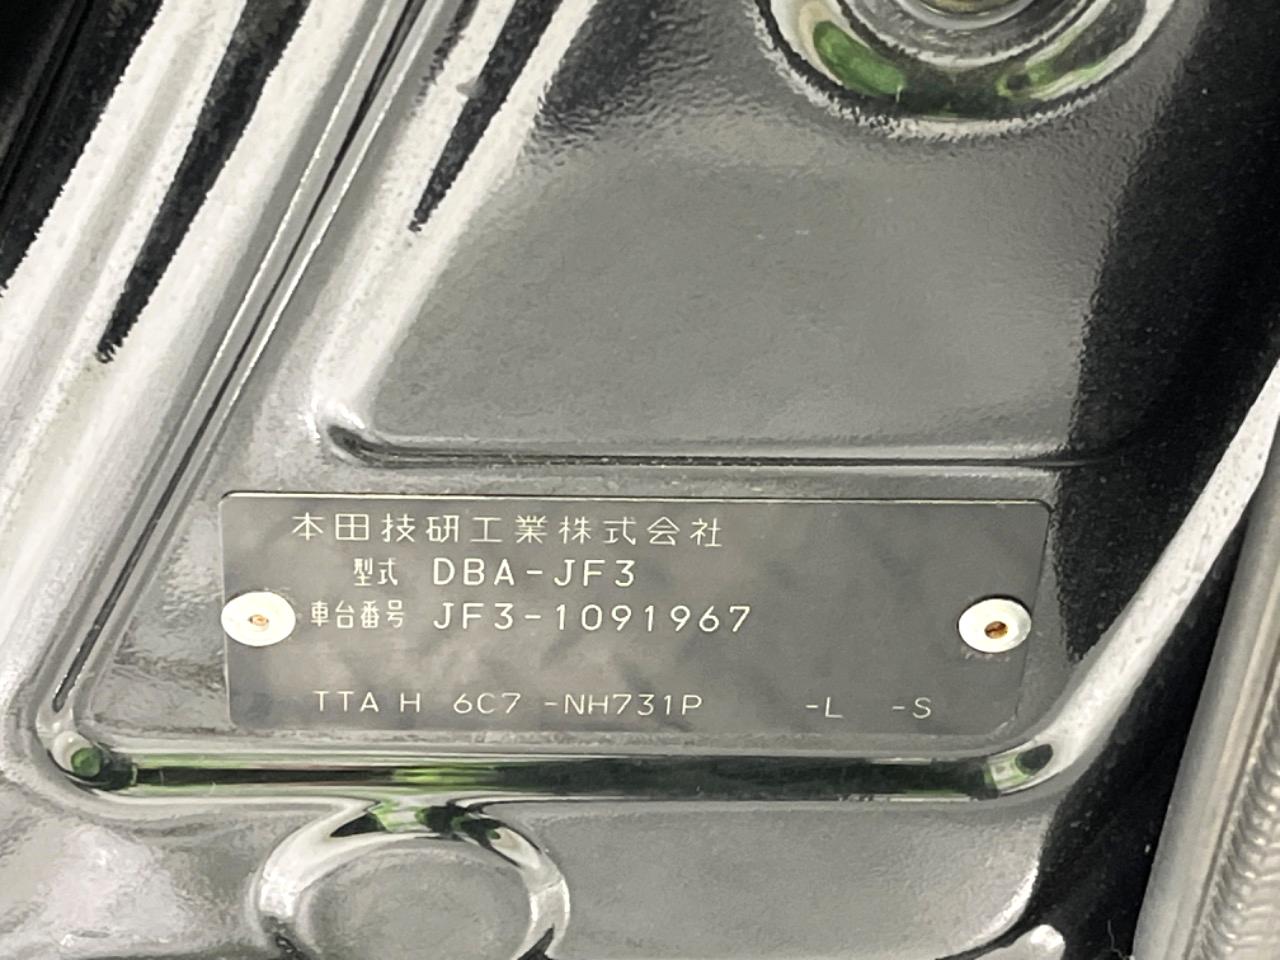 本田技研工業株式会社
型式 DBA-JF3
車台番号 JF3-1091967
TTA H 6C7 -NH731P -L -S